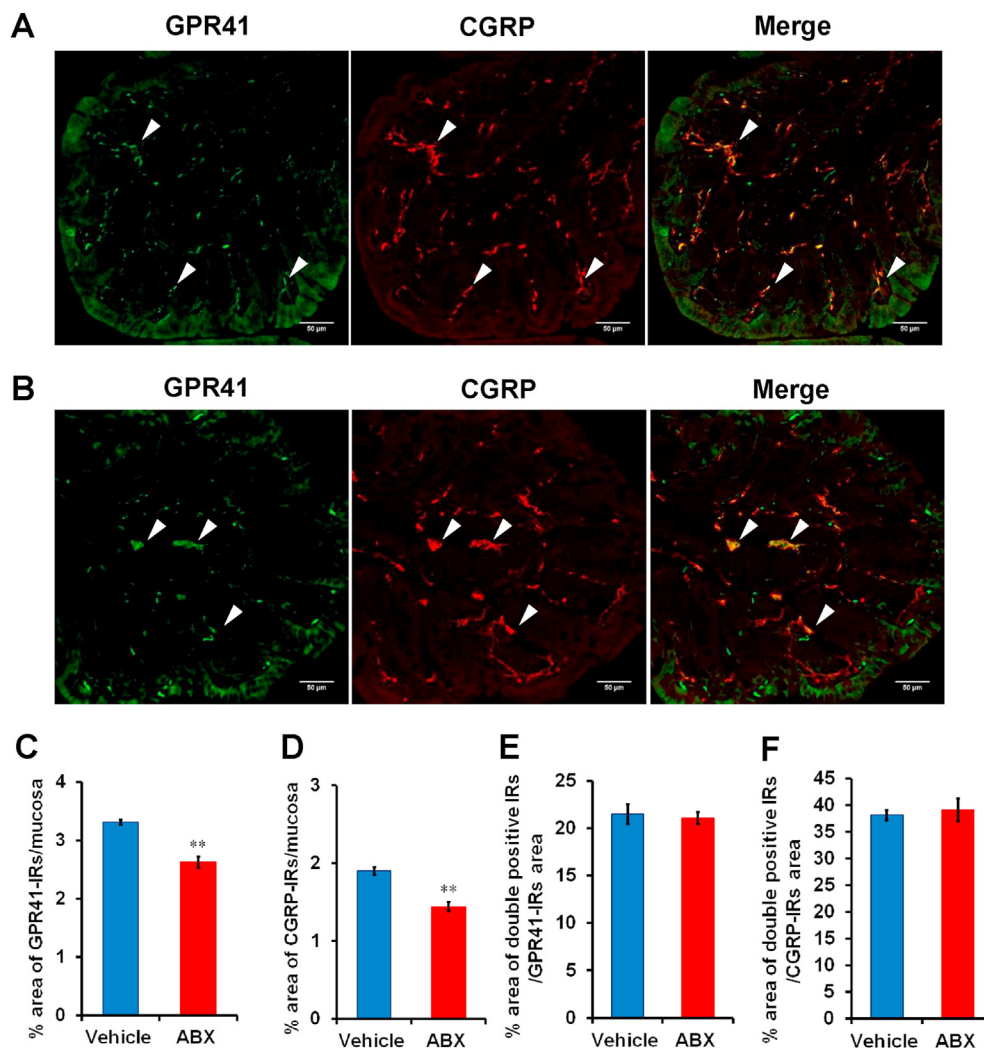 A
GPR41 CGRP Merge
50 µm 50 µm 50 µm
B
GPR41 CGRP Merge
50 µm 50 µm 50 µm
C
% area of GPR41-IRs/mucosa
4
3
2
1
0
**
Vehicle ABX
D
% area of CGRP-IRs/mucosa
3
2
1
0
**
Vehicle ABX
E
% area of double positive IRs
/GPR41-IRs area
25
20
15
10
5
0
Vehicle ABX
F
% area of double positive IRs
/CGRP-IRs area
45
40
35
30
25
20
15
10
5
0
Vehicle ABX